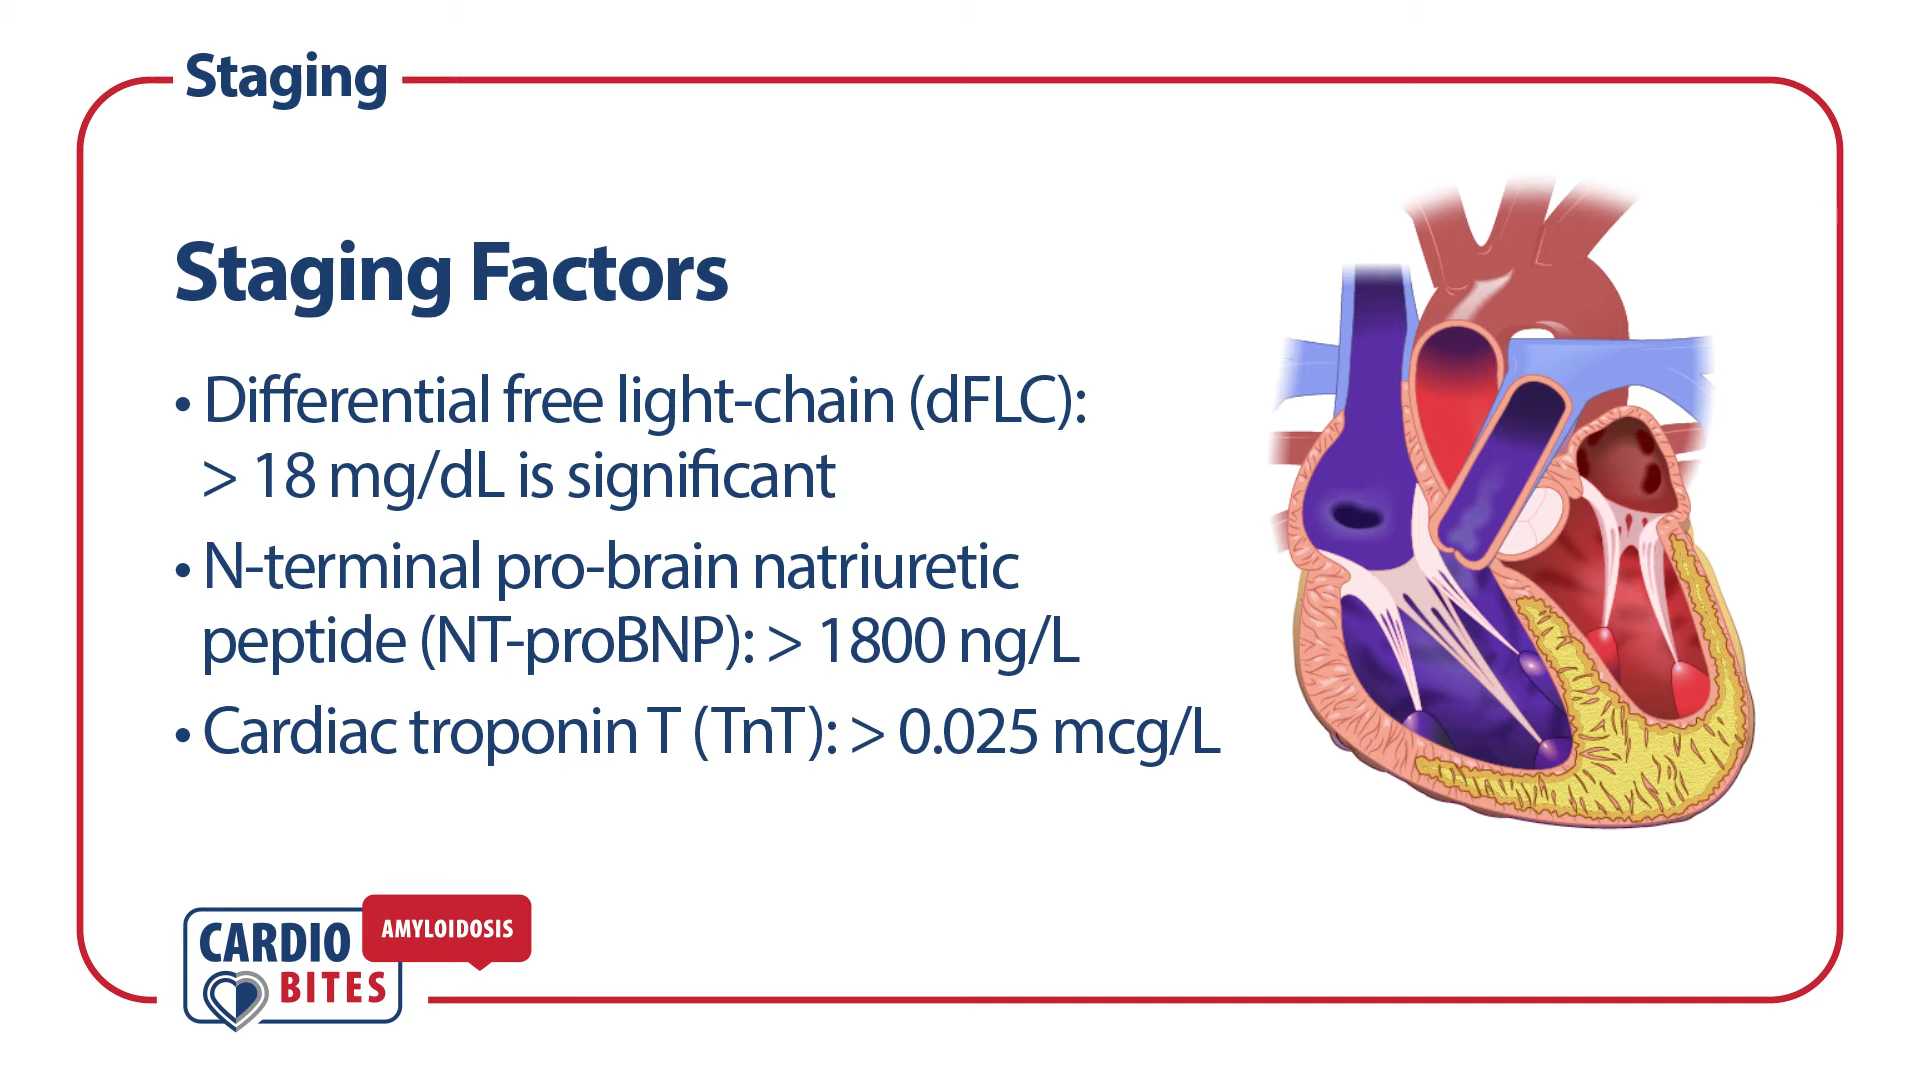 Staging
Staging Factors
• Differential free light-chain (dFLC):
> 18 mg/dL is significant
• N-terminal pro-brain natriuretic
peptide (NT-proBNP): > 1800 ng/L
• Cardiac troponin T (TnT): > 0.025 mcg/L
CARDIO
AMYLOIDOSIS
BITES